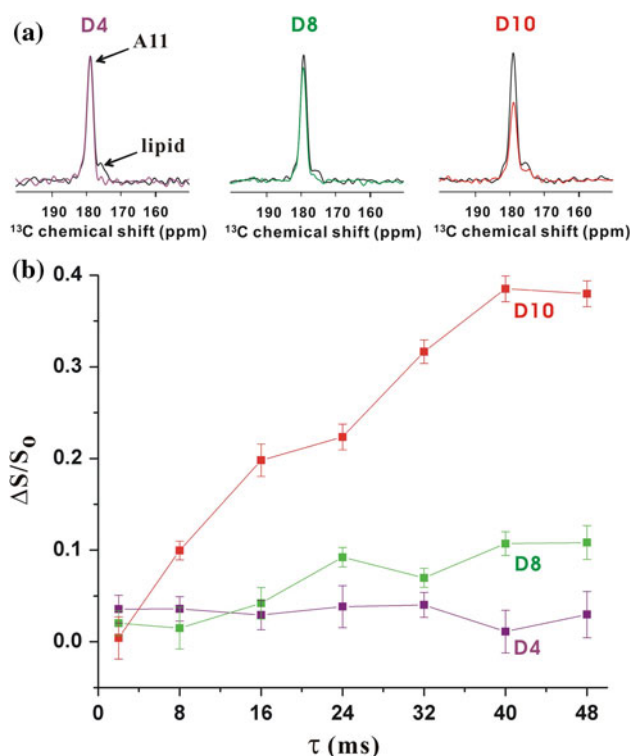 (a) D4 D8 D10
A11
lipid
190 180 170 160 190 180 170 160 190 180 170 160
¹³C chemical shift (ppm) ¹³C chemical shift (ppm) ¹³C chemical shift (ppm)
(b)
0.4
D10
0.3
ΔS/S₀
0.2
0.1
D8
0.0
D4
0 8 16 24 32 40 48
τ (ms)